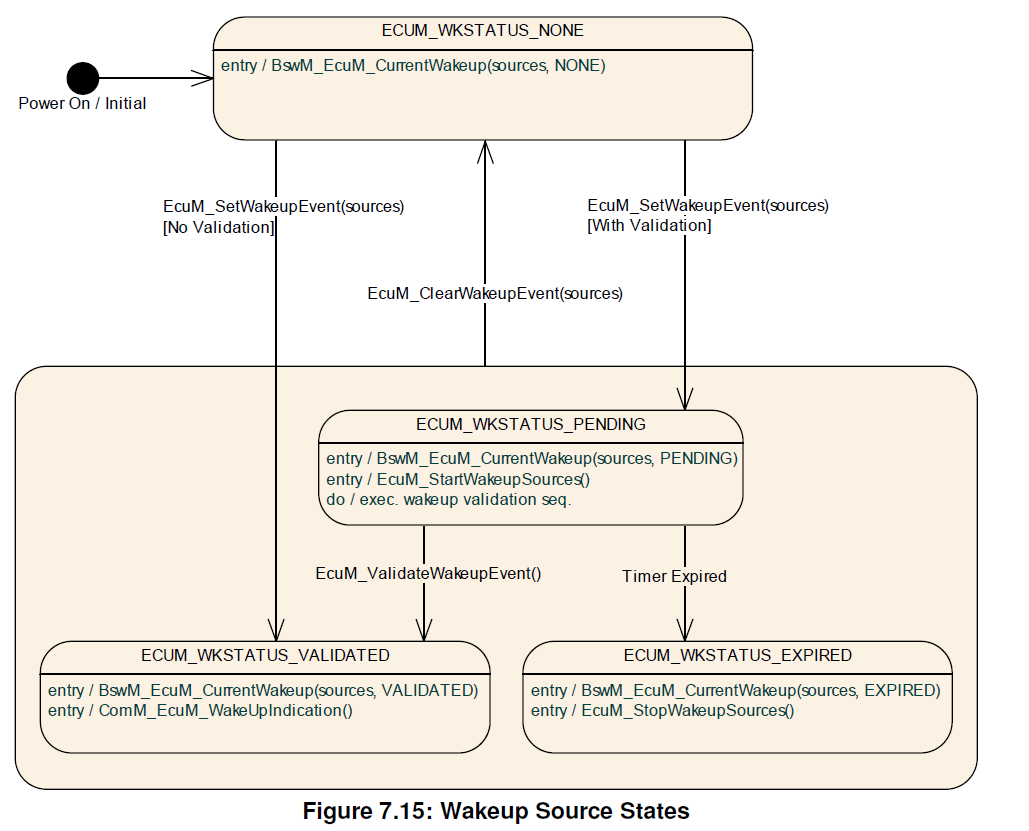 ECUM_WKSTATUS_NONE
entry / BswM_EcuM_CurrentWakeup(sources, NONE)
Power On / Initial
EcuM_SetWakeupEvent(sources)
[No Validation]
EcuM_SetWakeupEvent(sources)
[With Validation]
EcuM_ClearWakeupEvent(sources)
ECUM_WKSTATUS_PENDING
entry / BswM_EcuM_CurrentWakeup(sources, PENDING)
entry / EcuM_StartWakeupSources()
do / exec. wakeup validation seq.
EcuM_ValidateWakeupEvent()
Timer Expired
ECUM_WKSTATUS_VALIDATED
entry / BswM_EcuM_CurrentWakeup(sources, VALIDATED)
entry / ComM_EcuM_WakeUpIndication()
ECUM_WKSTATUS_EXPIRED
entry / BswM_EcuM_CurrentWakeup(sources, EXPIRED)
entry / EcuM_StopWakeupSources()
Figure 7.15: Wakeup Source States